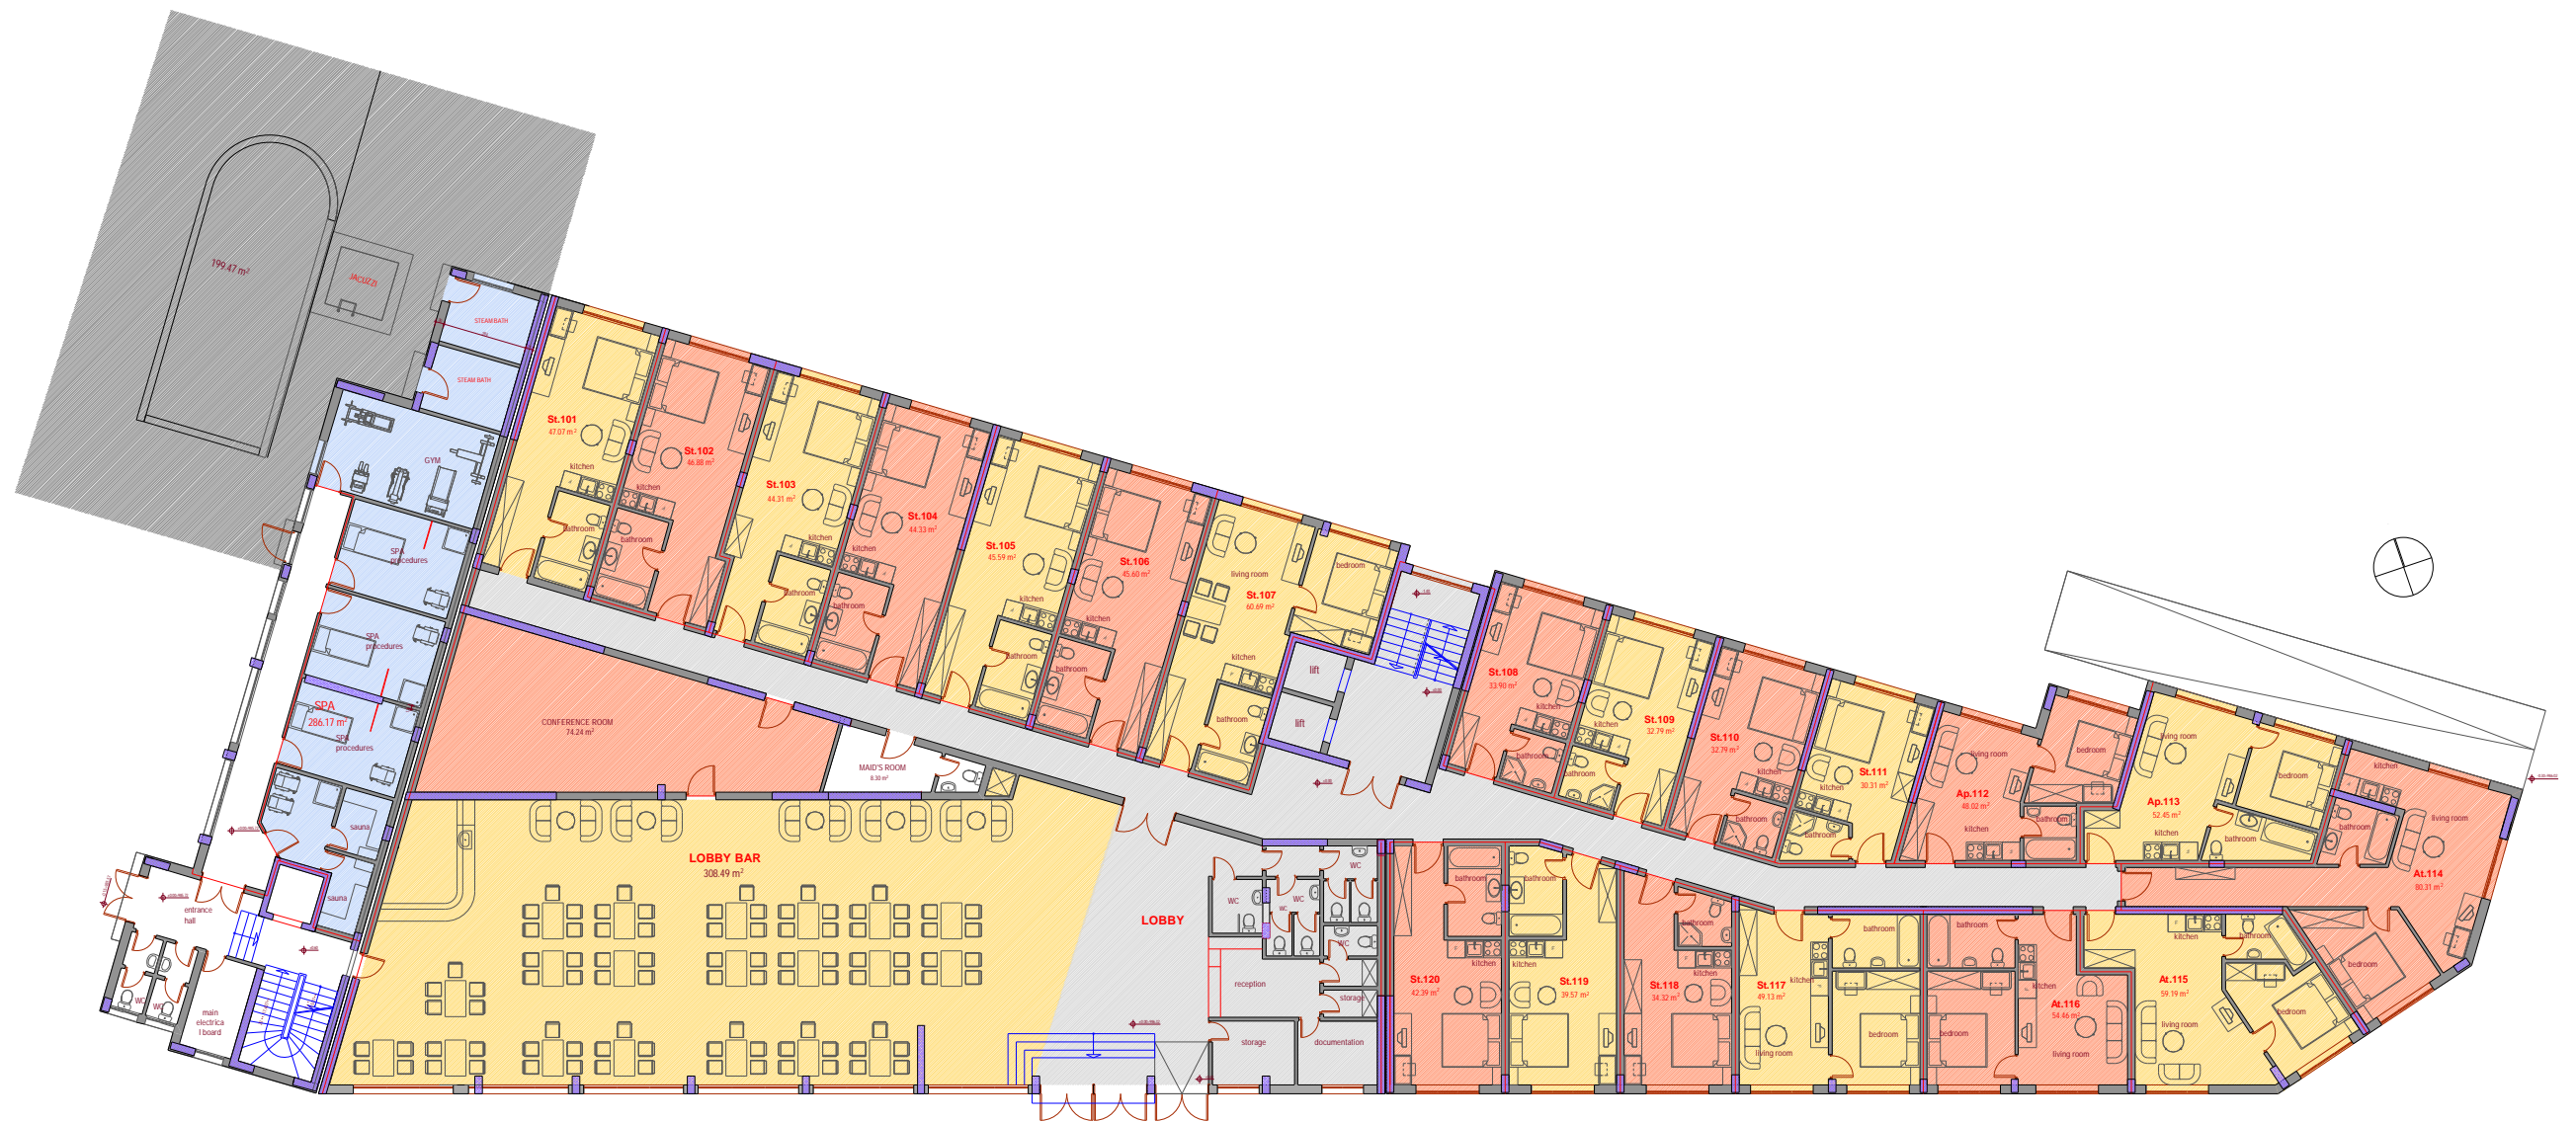 199.47 m²
JACUZZI
STEAM BATH
STEAM BATH
GYM
SPA
procedures
SPA
procedures
SPA
286.17 m²
SPA
procedures
sauna
sauna
entrance
hall
WC
WC
main
electrica
l board
St.101
47.07 m²
kitchen
bathroom
St.102
46.88 m²
kitchen
bathroom
St.103
44.31 m²
kitchen
bathroom
St.104
44.33 m²
kitchen
bathroom
St.105
45.59 m²
kitchen
bathroom
St.106
45.60 m²
kitchen
bathroom
living room
St.107
60.69 m²
bedroom
kitchen
bathroom
lift
lift
CONFERENCE ROOM
74.24 m²
MAID'S ROOM
8.30 m²
LOBBY BAR
308.49 m²
LOBBY
WC
WC
WC
WC
WC
reception
storage
storage
documentation
St.108
33.90 m²
kitchen
bathroom
St.109
32.79 m²
kitchen
bathroom
St.110
32.79 m²
kitchen
bathroom
St.111
30.31 m²
kitchen
bathroom
living room
Ap.112
48.02 m²
kitchen
bedroom
bathroom
living room
bedroom
Ap.113
52.45 m²
kitchen
bathroom
kitchen
bathroom
living room
At.114
80.31 m²
bedroom
kitchen
bathroom
At.115
59.19 m²
living room
bedroom
bathroom
kitchen
bedroom
At.116
54.46 m²
living room
bathroom
kitchen
St.117
49.13 m²
living room
bedroom
bathroom
kitchen
St.118
34.32 m²
bathroom
kitchen
St.119
39.57 m²
bathroom
kitchen
St.120
42.39 m²